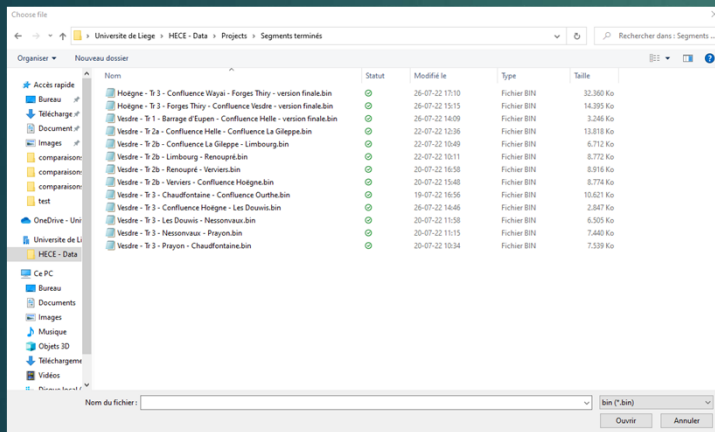 Choose file
Universite de Liege > HECE - Data > Projects > Segments terminés
Rechercher dans : Segments ...
Organiser
Nouveau dossier
Nom Statut Modifié le Type Taille
Accès rapide
Bureau
Télécharge
Document
Images
comparaison
comparaison
comparaison
test
OneDrive - Uni
Universite de Li
HECE - Data
Ce PC
Bureau
Documents
Images
Musique
Objets 3D
Téléchargeme
Vidéos
Hoëgne - Tr 3 - Confluence Wayai - Forges Thiry - version finale.bin 26-07-22 17:10 Fichier BIN 32.360 Ko
Hoëgne - Tr 3 - Forges Thiry - Confluence Vesdre - version finale.bin 26-07-22 15:15 Fichier BIN 14.395 Ko
Vesdre - Tr 1 - Barrage d'Eupen - Confluence Helle - version finale.bin 26-07-22 14:09 Fichier BIN 3.246 Ko
Vesdre - Tr 2a - Confluence Helle - Confluence La Gileppe.bin 22-07-22 12:36 Fichier BIN 13.818 Ko
Vesdre - Tr 2b - Confluence La Gileppe - Limbourg.bin 22-07-22 10:49 Fichier BIN 6.712 Ko
Vesdre - Tr 2b - Limbourg - Renoupré.bin 22-07-22 10:11 Fichier BIN 8.772 Ko
Vesdre - Tr 2b - Renoupré - Verviers.bin 20-07-22 16:58 Fichier BIN 8.916 Ko
Vesdre - Tr 2b - Verviers - Confluence Hoëgne.bin 20-07-22 15:48 Fichier BIN 8.774 Ko
Vesdre - Tr 3 - Chaudfontaine - Confluence Ourthe.bin 19-07-22 16:56 Fichier BIN 10.621 Ko
Vesdre - Tr 3 - Confluence Hoëgne - Les Douwis.bin 26-07-22 14:46 Fichier BIN 2.847 Ko
Vesdre - Tr 3 - Les Douwis - Nessonvaux.bin 20-07-22 11:58 Fichier BIN 6.505 Ko
Vesdre - Tr 3 - Nessonvaux - Prayon.bin 20-07-22 11:15 Fichier BIN 7.440 Ko
Vesdre - Tr 3 - Prayon - Chaudfontaine.bin 20-07-22 10:34 Fichier BIN 7.539 Ko
Nom du fichier :
bin (*.bin)
Ouvrir
Annuler